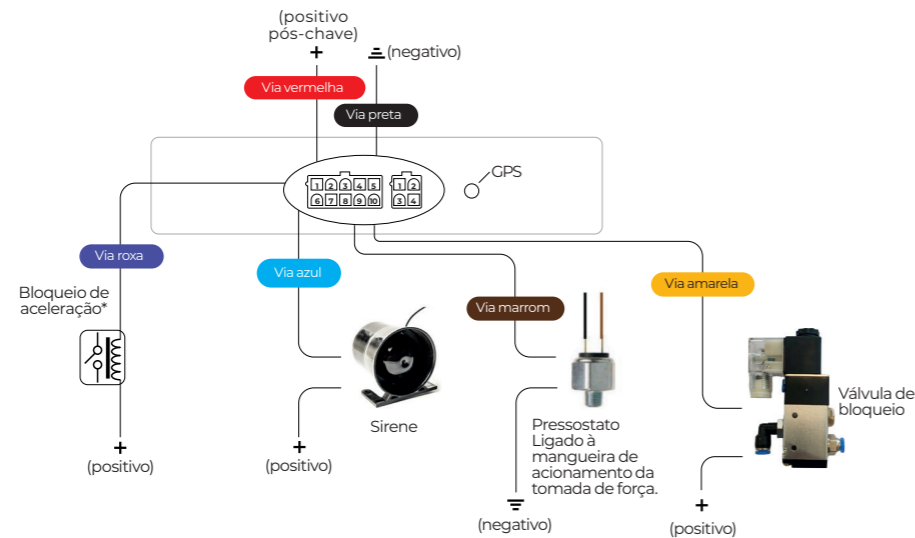 (positivo
pós-chave)
+
(negativo)
Via vermelha
Via preta
GPS
1 2 3 4 5
6 7 8 9 10
1 2
3 4
Via roxa
Via azul
Via marrom
Via amarela
Bloqueio de
aceleração*
Sirene
Pressostato
Ligado à
mangueira de
acionamento da
tomada de força.
Válvula de
bloqueio
+
(positivo)
+
(positivo)
(negativo)
+
(positivo)